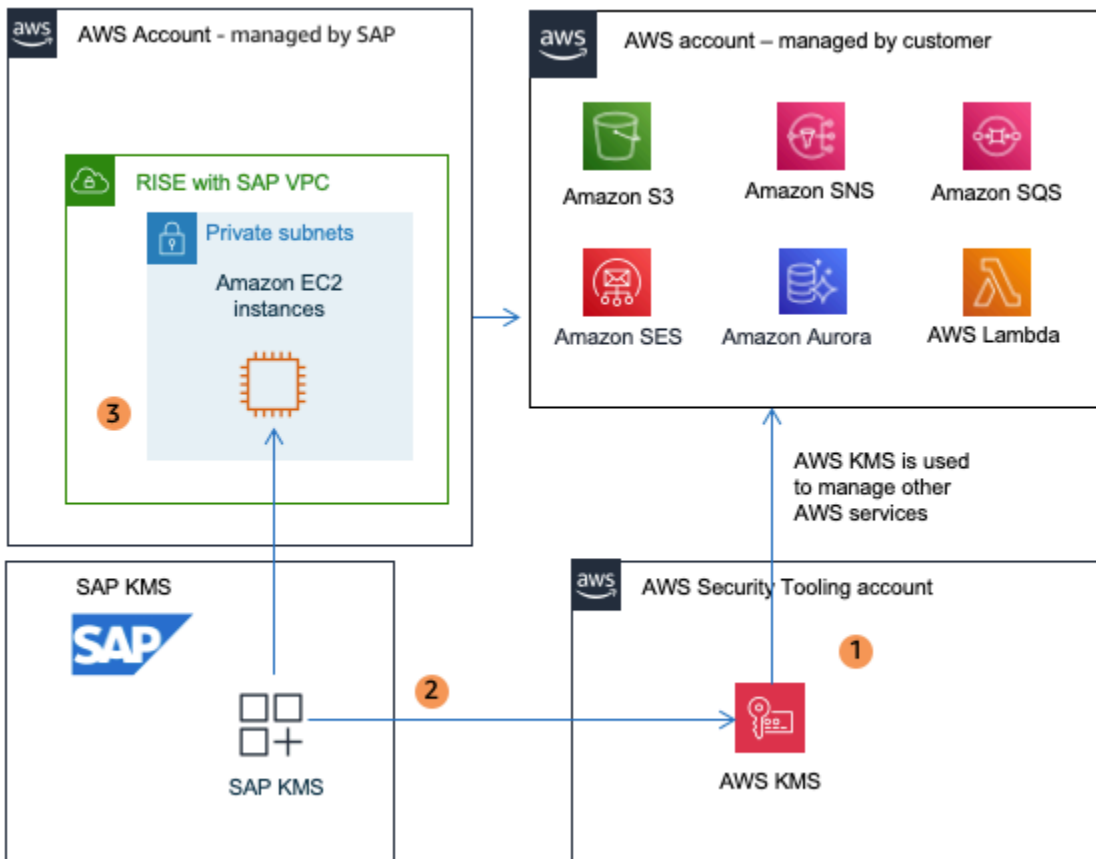 aws
AWS Account - managed by SAP
RISE with SAP VPC
Private subnets
Amazon EC2
instances
3
aws
AWS account – managed by customer
Amazon S3
Amazon SNS
Amazon SQS
Amazon SES
Amazon Aurora
AWS Lambda
AWS KMS is used
to manage other
AWS services
SAP KMS
SAP
SAP KMS
2
aws
AWS Security Tooling account
1
AWS KMS